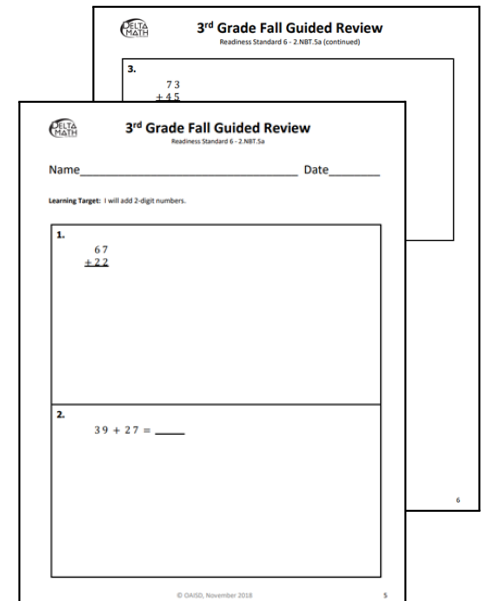 DELTA
MATH
3rd Grade Fall Guided Review
Readiness Standard 6 - 2.NBT.5a (continued)
3.
73
+ 45
DELTA
MATH
3rd Grade Fall Guided Review
Readiness Standard 6 - 2.NBT.5a
Name Date
Learning Target: I will add 2-digit numbers.
1.
67
+ 22
2.
39 + 27 =
6
© OAISD, November 2018 5